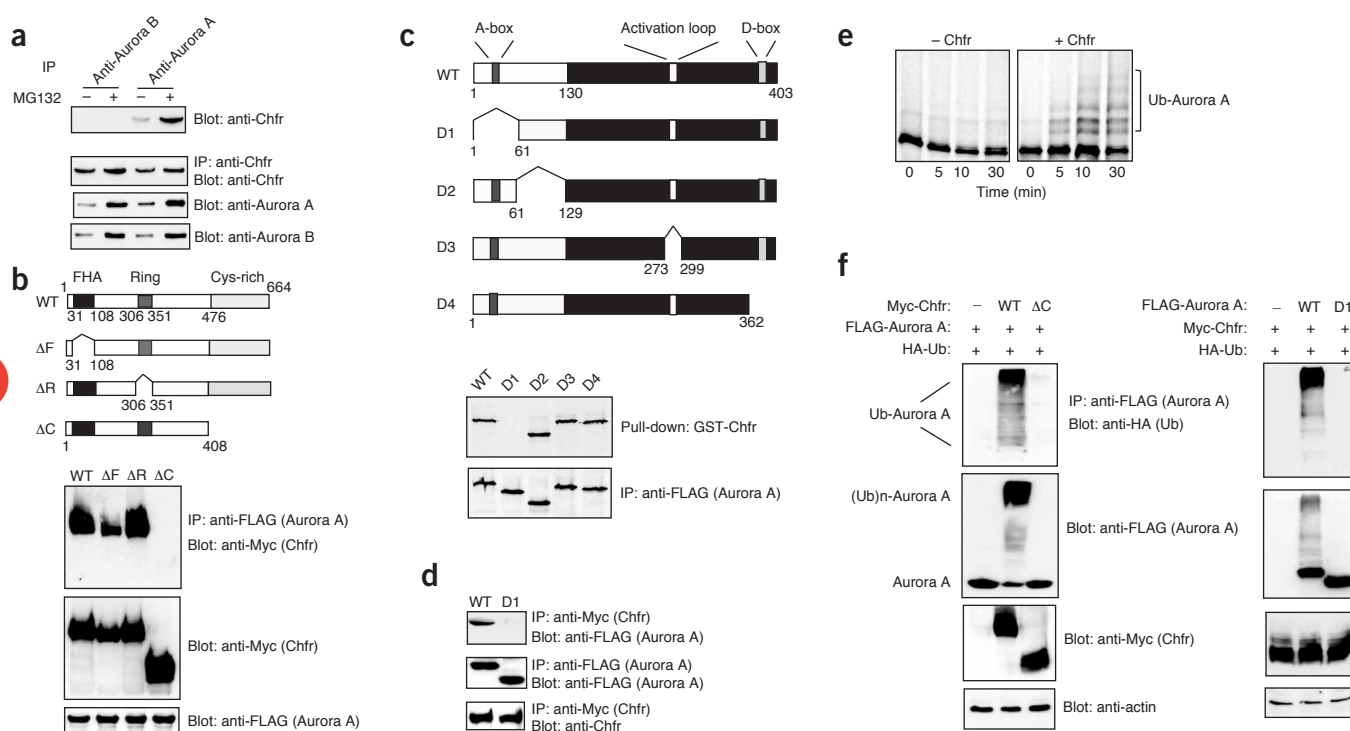 a
Anti-Aurora B
Anti-Aurora A
IP
MG132 – + – +
Blot: anti-Chfr
IP: anti-Chfr
Blot: anti-Chfr
Blot: anti-Aurora A
Blot: anti-Aurora B
b
FHA Ring Cys-rich
1 664
WT
31 108 306 351 476
ΔF
31 108
ΔR
306 351
ΔC
1 408
WT ΔF ΔR ΔC
IP: anti-FLAG (Aurora A)
Blot: anti-Myc (Chfr)
Blot: anti-Myc (Chfr)
Blot: anti-FLAG (Aurora A)
c
A-box Activation loop D-box
WT
1 130 403
D1
1 61
D2
61 129
D3
273 299
D4
1 362
WT D1 D2 D3 D4
Pull-down: GST-Chfr
IP: anti-FLAG (Aurora A)
d
WT D1
IP: anti-Myc (Chfr)
Blot: anti-FLAG (Aurora A)
IP: anti-FLAG (Aurora A)
Blot: anti-FLAG (Aurora A)
IP: anti-Myc (Chfr)
Blot: anti-Chfr
e
– Chfr + Chfr
Ub-Aurora A
0 5 10 30 0 5 10 30
Time (min)
f
Myc-Chfr: – WT ΔC
FLAG-Aurora A: + + +
HA-Ub: + + +
Ub-Aurora A
IP: anti-FLAG (Aurora A)
Blot: anti-HA (Ub)
(Ub)n-Aurora A
Blot: anti-FLAG (Aurora A)
Aurora A
Blot: anti-Myc (Chfr)
Blot: anti-actin
FLAG-Aurora A: – WT D1
Myc-Chfr: + + +
HA-Ub: + + +